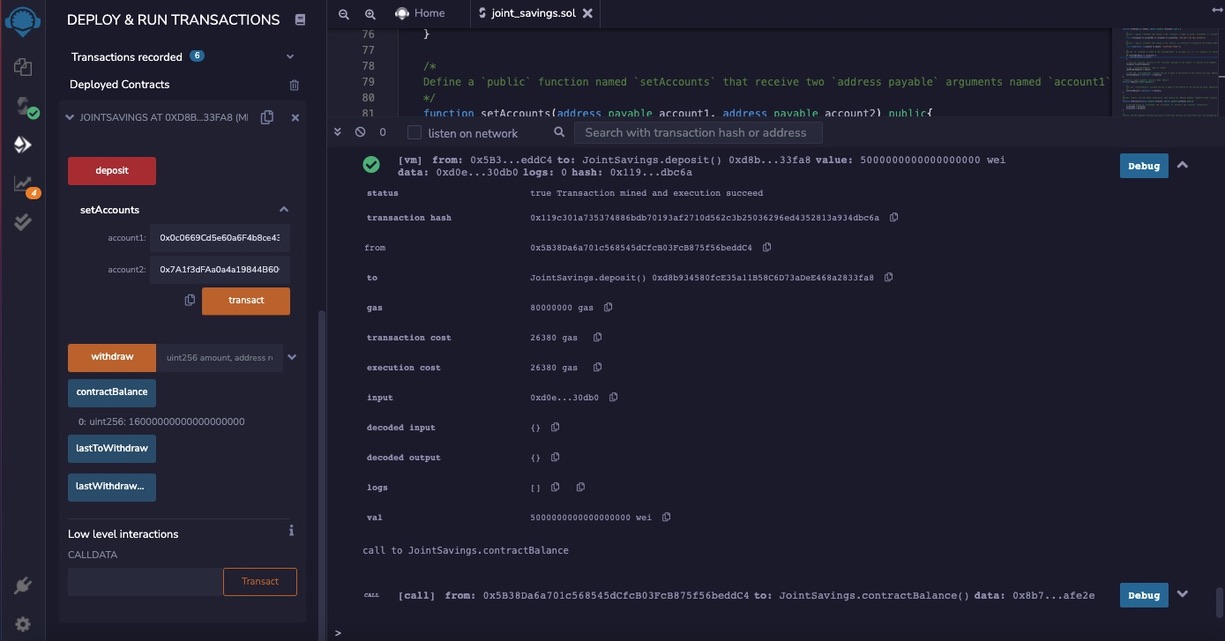 DEPLOY & RUN TRANSACTIONS
Transactions recorded 6
Deployed Contracts
JOINTSAVINGS AT 0XD8B...33FA8 (MI
deposit
setAccounts
account1: 0x0c0669Cd5e60a6F4b8ce43
account2: 0x7A1f3dFAa0a4a19844B60
transact
withdraw uint256 amount, address re
contractBalance
0: uint256: 16000000000000000000
lastToWithdraw
lastWithdraw...
Low level interactions
CALLDATA
Transact
4
Home joint_savings.sol
76 }
77
78 /*
79 Define a `public` function named `setAccounts` that receive two `address payable` arguments named `account1`
80 */
81 function setAccounts(address payable account1, address payable account2) public{
0 listen on network Search with transaction hash or address
[vm] from: 0x5B3...eddC4 to: JointSavings.deposit() 0xd8b...33fa8 value: 5000000000000000000 wei
data: 0xd0e...30db0 logs: 0 hash: 0x119...dbc6a
Debug
status true Transaction mined and execution succeed
transaction hash 0x119c301a735374886bdb70193af2710d562c3b25036296ed4352813a934dbc6a
from 0x5B38Da6a701c568545dCfcB03FcB875f56beddC4
to JointSavings.deposit() 0xd8b934580fcE35a11B58C6D73aDeE468a2833fa8
gas 80000000 gas
transaction cost 26380 gas
execution cost 26380 gas
input 0xd0e...30db0
decoded input {}
decoded output {}
logs []
val 5000000000000000000 wei
call to JointSavings.contractBalance
CALL [call] from: 0x5B38Da6a701c568545dCfcB03FcB875f56beddC4 to: JointSavings.contractBalance() data: 0x8b7...afe2e
Debug
>